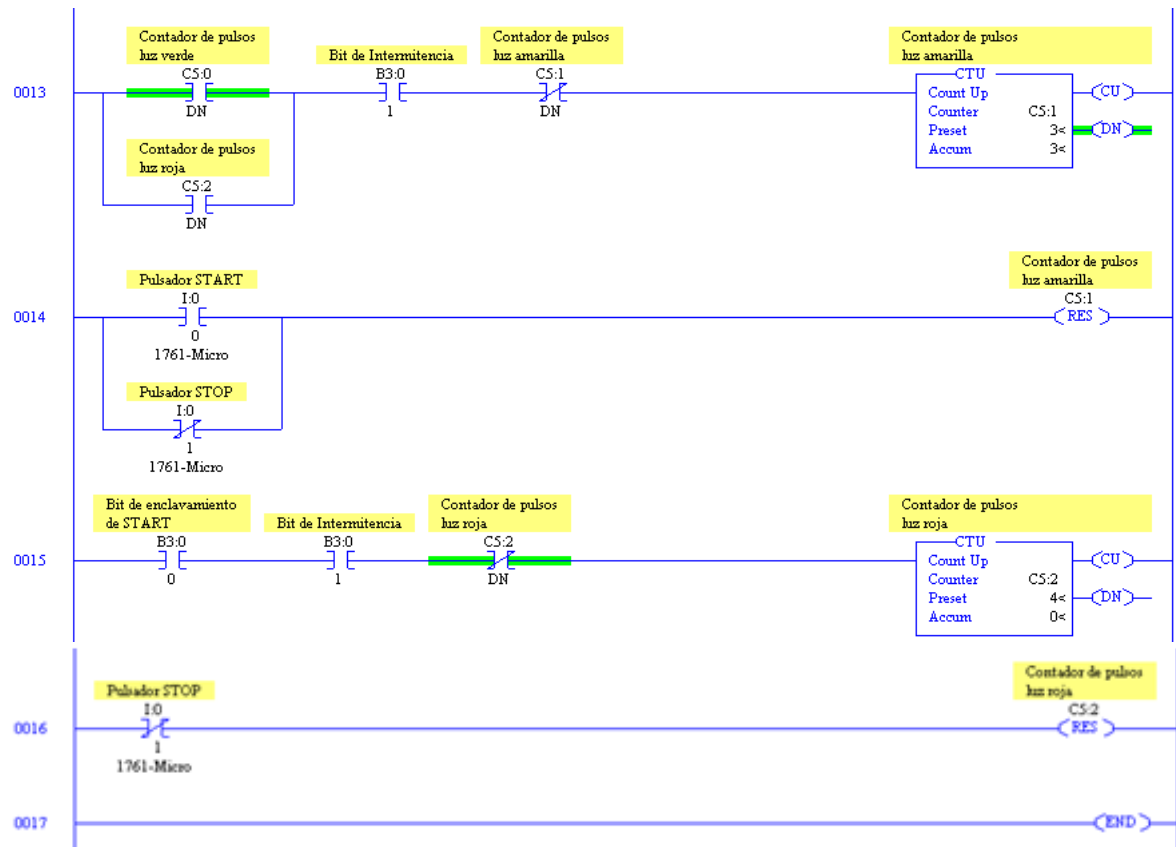 Contador de pulsos
luz verde
C5:0
DN
Bit de Intermitencia
B3:0
1
Contador de pulsos
luz amarilla
C5:1
DN
Contador de pulsos
luz amarilla
CTU
Count Up
Counter C5:1
Preset 3<
Accum 3<
CU
DN
0013
Contador de pulsos
luz roja
C5:2
DN
Pulsador START
I:0
0
1761-Micro
Contador de pulsos
luz amarilla
C5:1
RES
0014
Pulsador STOP
I:0
1
1761-Micro
Bit de enclavamiento
de START
B3:0
0
Bit de Intermitencia
B3:0
1
Contador de pulsos
luz roja
C5:2
DN
Contador de pulsos
luz roja
CTU
Count Up
Counter C5:2
Preset 4<
Accum 0<
CU
DN
0015
Pulsador STOP
I:0
1
1761-Micro
Contador de pulsos
luz roja
C5:2
RES
0016
0017
END